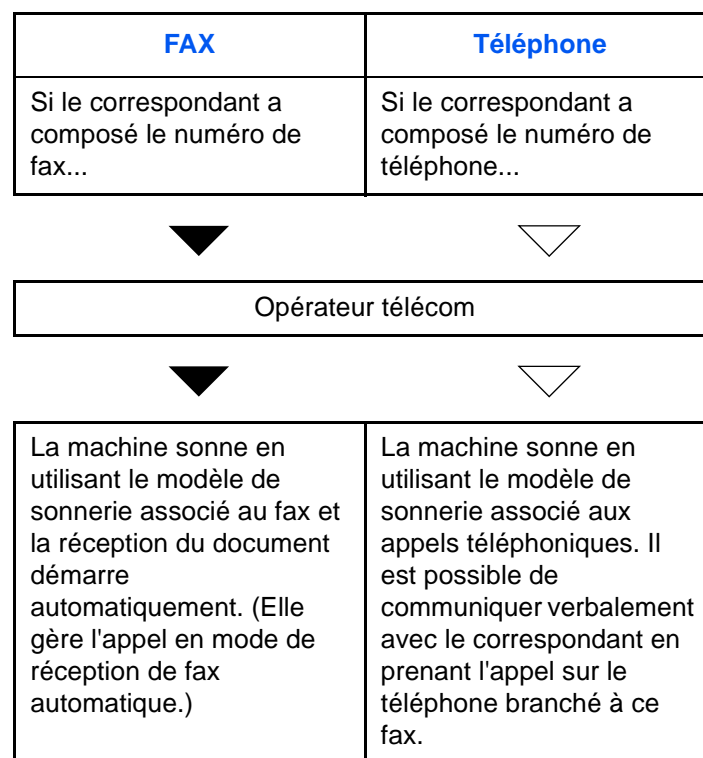 FAX
Téléphone
Si le correspondant a
composé le numéro de
fax...
Si le correspondant a
composé le numéro de
téléphone...
Opérateur télécom
La machine sonne en
utilisant le modèle de
sonnerie associé au fax et
la réception du document
démarre
automatiquement. (Elle
gère l'appel en mode de
réception de fax
automatique.)
La machine sonne en
utilisant le modèle de
sonnerie associé aux
appels téléphoniques. Il
est possible de
communiquer verbalement
avec le correspondant en
prenant l'appel sur le
téléphone branché à ce
fax.